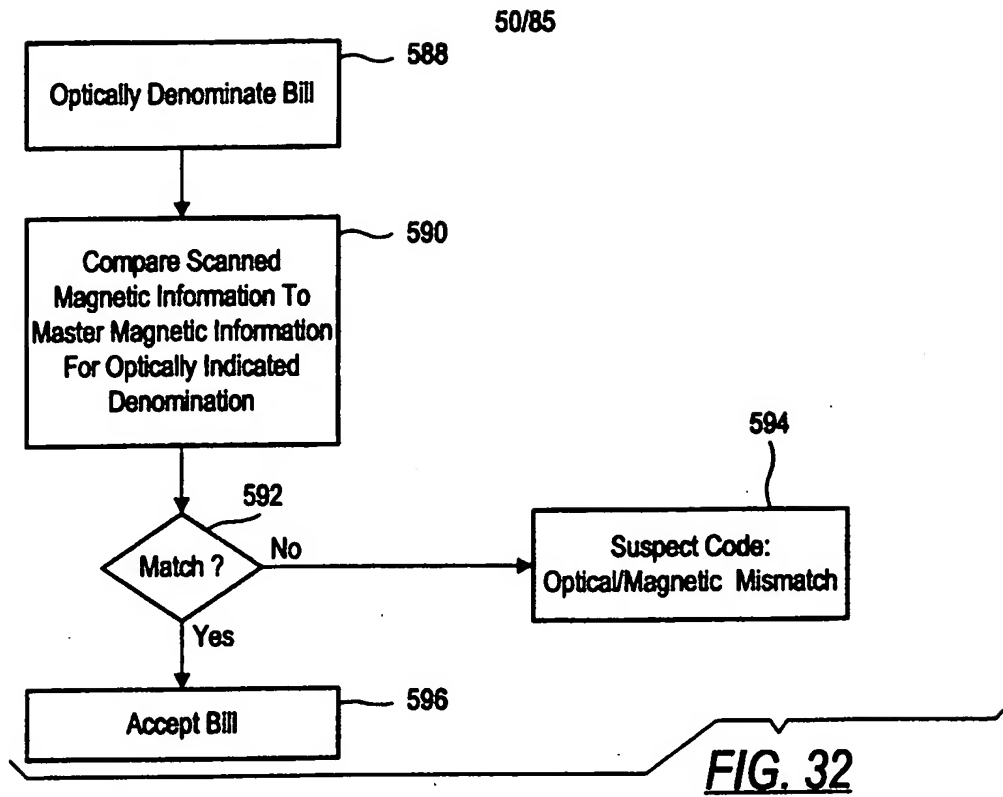 50/85
588
Optically Denominate Bill
590
Compare Scanned
Magnetic Information To
Master Magnetic Information
For Optically Indicated
Denomination
592
Match ?
No
594
Suspect Code:
Optical/Magnetic Mismatch
Yes
596
Accept Bill
FIG. 32